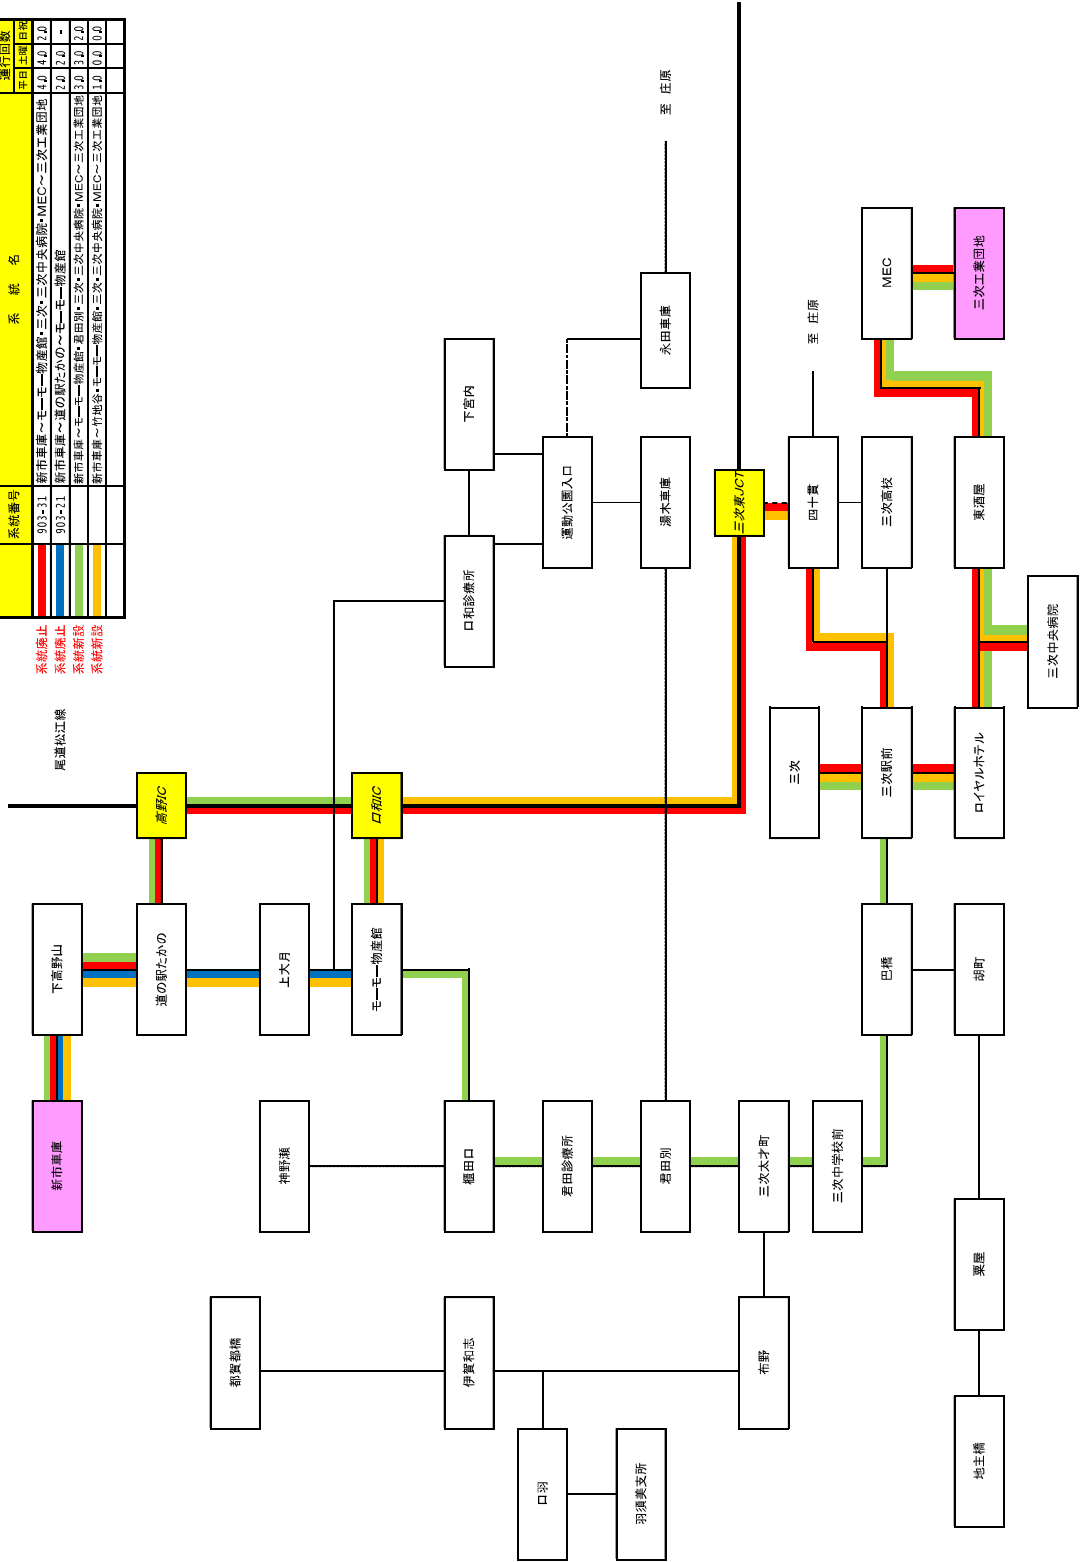 系統番号 系統名 運行回数
平日 土曜 日祝
系統廃止 903-31 新市車庫～モーモー物産館・三次・三次中央病院・MEC～三次工業団地 4.0 4.0 2.0
系統廃止 903-21 新市車庫～道の駅たかの～モーモー物産館 2.0 2.0 -
系統新設 新市車庫～モーモー物産館・君田別・三次・三次中央病院・MEC～三次工業団地 3.0 3.0 2.0
系統新設 新市車庫～竹地谷・モーモー物産館・三次・三次中央病院・MEC～三次工業団地 1.0 0.0 0.0
尾道松江線
新市車庫
下高野山
道の駅たかの
高野IC
都賀都橋
神野瀬
上大月
モーモー物産館
口和IC
伊賀和志
櫃田口
口和診療所
下宮内
口羽
君田診療所
運動公園入口
羽須美支所
君田別
湯木車庫
永田車庫
至 庄原
布野
三次太才町
三次東JCT
三次
四十貫
至 庄原
三次中学校前
巴橋
三次駅前
三次高校
MEC
地主橋
粟屋
胡町
ロイヤルホテル
東酒屋
三次工業団地
三次中央病院